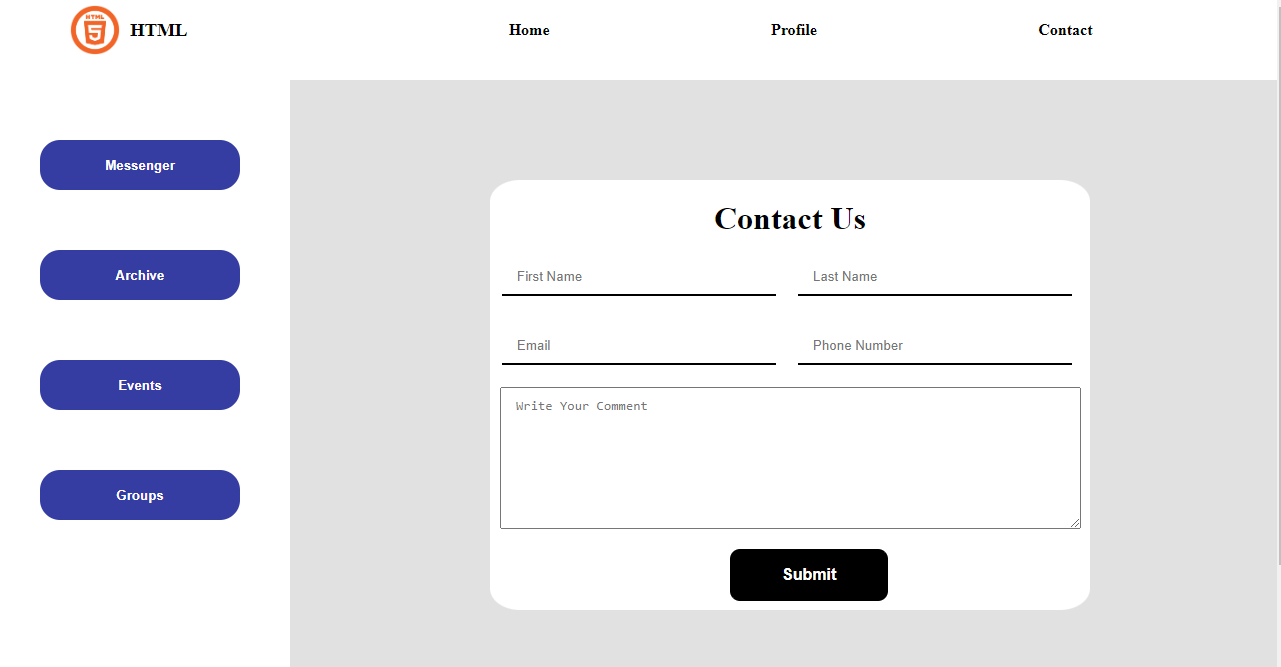 HTML
5
HTML
Home
Profile
Contact
Messenger
Archive
Events
Groups
Contact Us
First Name
Last Name
Email
Phone Number
Write Your Comment
Submit